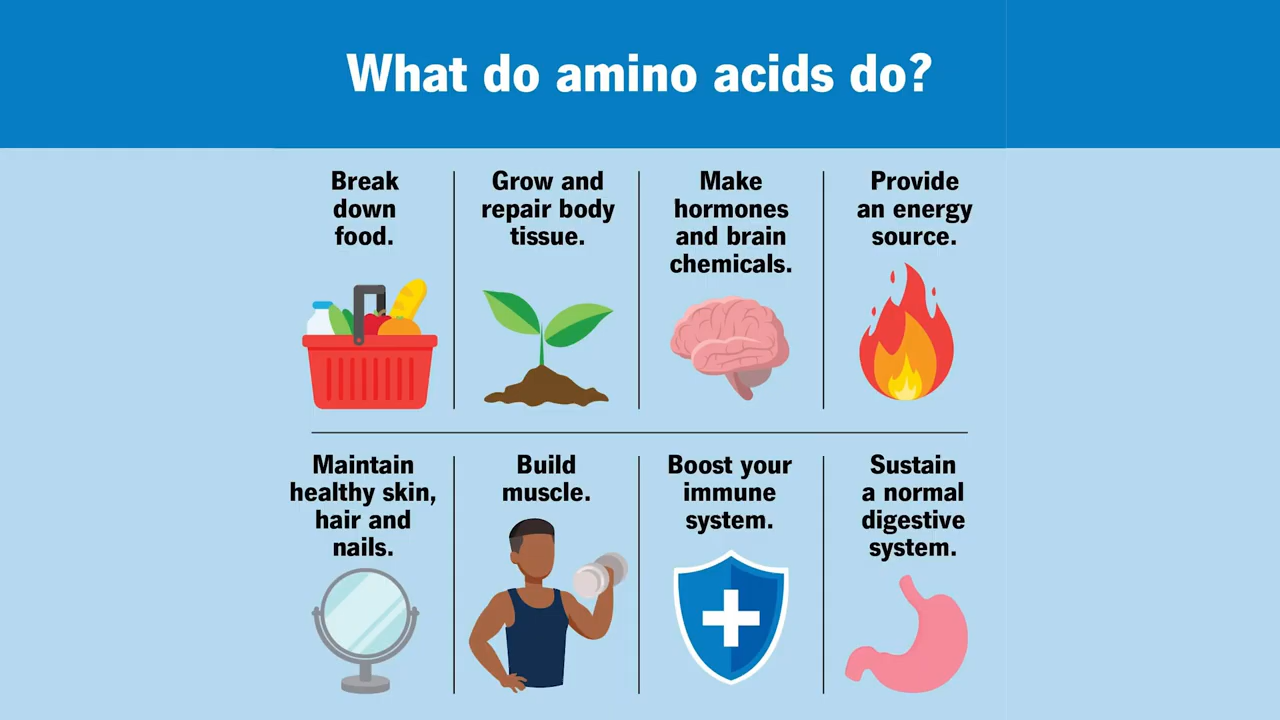 What do amino acids do?
Break
down
food.
Grow and
repair body
tissue.
Make
hormones
and brain
chemicals.
Provide
an energy
source.
Maintain
healthy skin,
hair and
nails.
Build
muscle.
Boost your
immune
system.
Sustain
a normal
digestive
system.